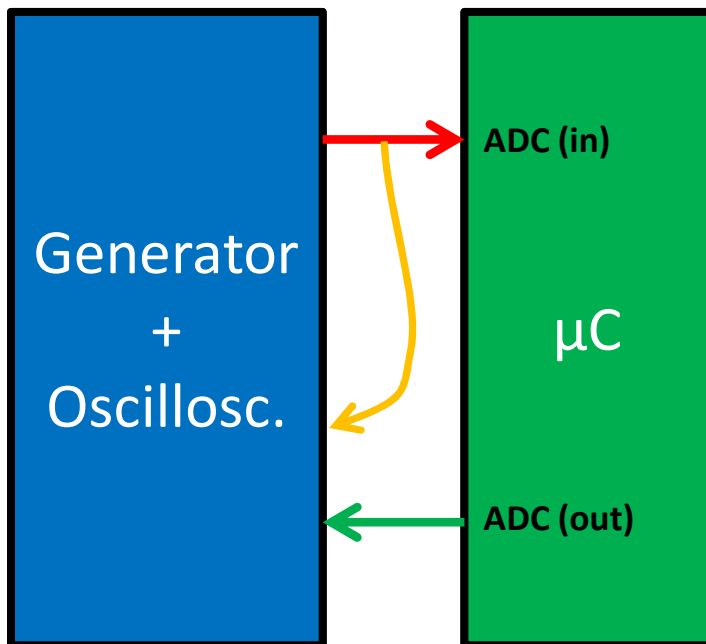 Generator
+
Oscillosc.
ADC (in)
µC
ADC (out)